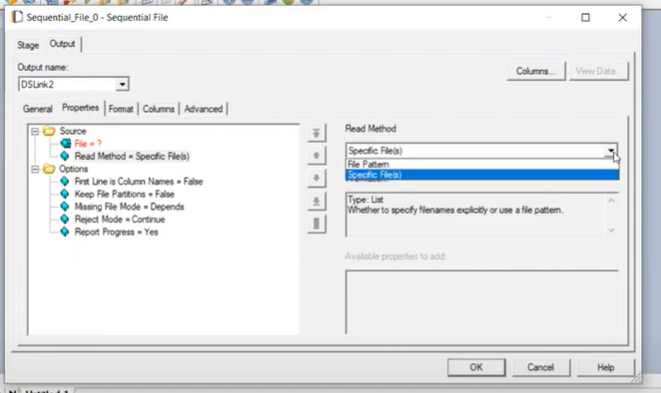 Sequential_File_0 - Sequential File
Stage Output
Output name:
DSLink2
Columns... View Data...
General Properties Format Columns Advanced
Source
File = ?
Read Method = Specific File(s)
Options
First Line is Column Names = False
Keep File Partitions = False
Missing File Mode = Depends
Reject Mode = Continue
Report Progress = Yes
Read Method
Specific File(s)
File Pattern
Specific File(s)
Type: List
Whether to specify filenames explicitly or use a file pattern.
Available properties to add
OK Cancel Help